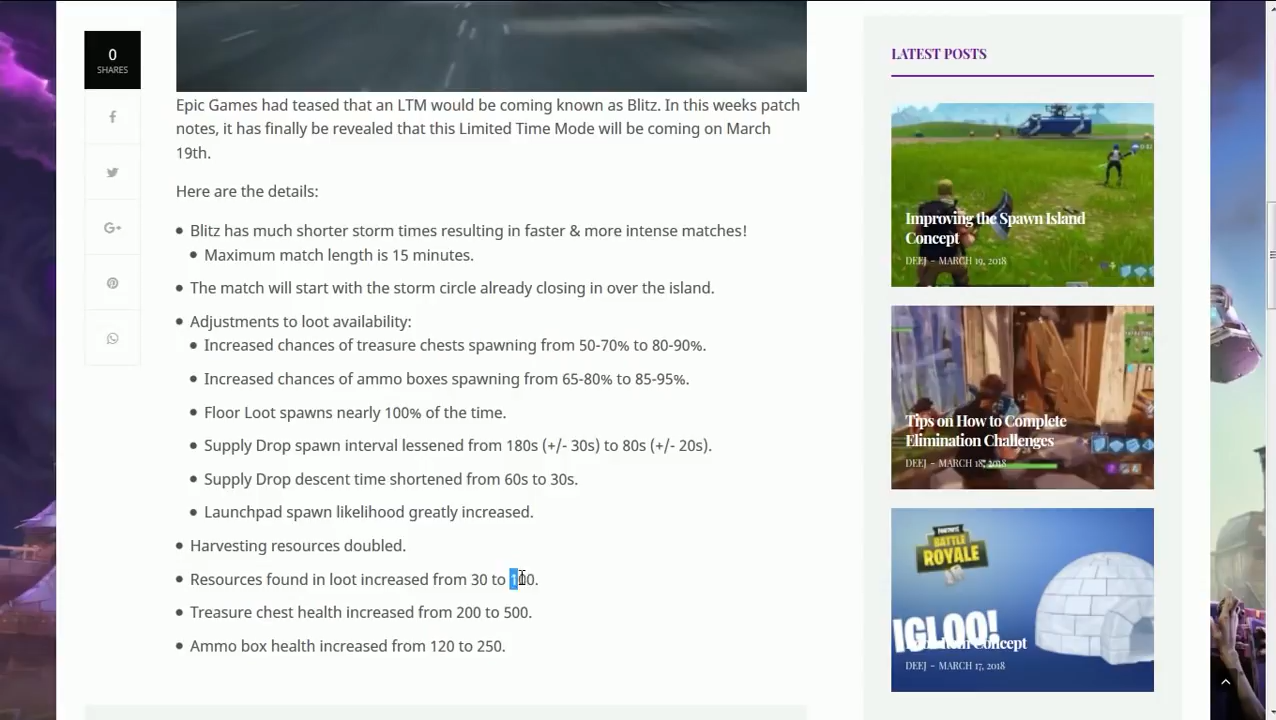 0
SHARES
Epic Games had teased that an LTM would be coming known as Blitz. In this weeks patch
notes, it has finally be revealed that this Limited Time Mode will be coming on March
19th.
Here are the details:
Blitz has much shorter storm times resulting in faster & more intense matches!
Maximum match length is 15 minutes.
The match will start with the storm circle already closing in over the island.
Adjustments to loot availability:
Increased chances of treasure chests spawning from 50-70% to 80-90%.
Increased chances of ammo boxes spawning from 65-80% to 85-95%.
Floor Loot spawns nearly 100% of the time.
Supply Drop spawn interval lessened from 180s (+/- 30s) to 80s (+/- 20s).
Supply Drop descent time shortened from 60s to 30s.
Launchpad spawn likelihood greatly increased.
Harvesting resources doubled.
Resources found in loot increased from 30 to 100.
Treasure chest health increased from 200 to 500.
Ammo box health increased from 120 to 250.
LATEST POSTS
Improving the Spawn Island
Concept
DEEJ - MARCH 19, 2018
Tips on How to Complete
Elimination Challenges
DEEJ - MARCH 18, 2018
FORTNITE
BATTLE
ROYALE
IGLOO!
Concept
DEEJ - MARCH 17, 2018